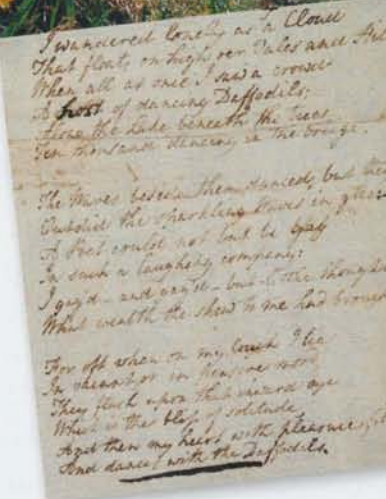 I wandered lonely as a Cloud
That floats on high o'er Vales and Hil
When all at once I saw a crowd
A host of dancing Daffodils;
Along the Lake, beneath the trees,
Ten thousand dancing in the breeze.
The Waves beside them danced, but they
Outdid the sparkling Waves in glee:
A Poet could not but be gay
In such a laughing company:
I gaz'd - and gaz'd - but little thought
What wealth the shew to me had brought
For oft when on my couch I lie
In vacant or in pensive mood
They flash upon that inward eye
Which is the bliss of solitude
And then my heart with pleasure fills
And dances with the Daffodils.